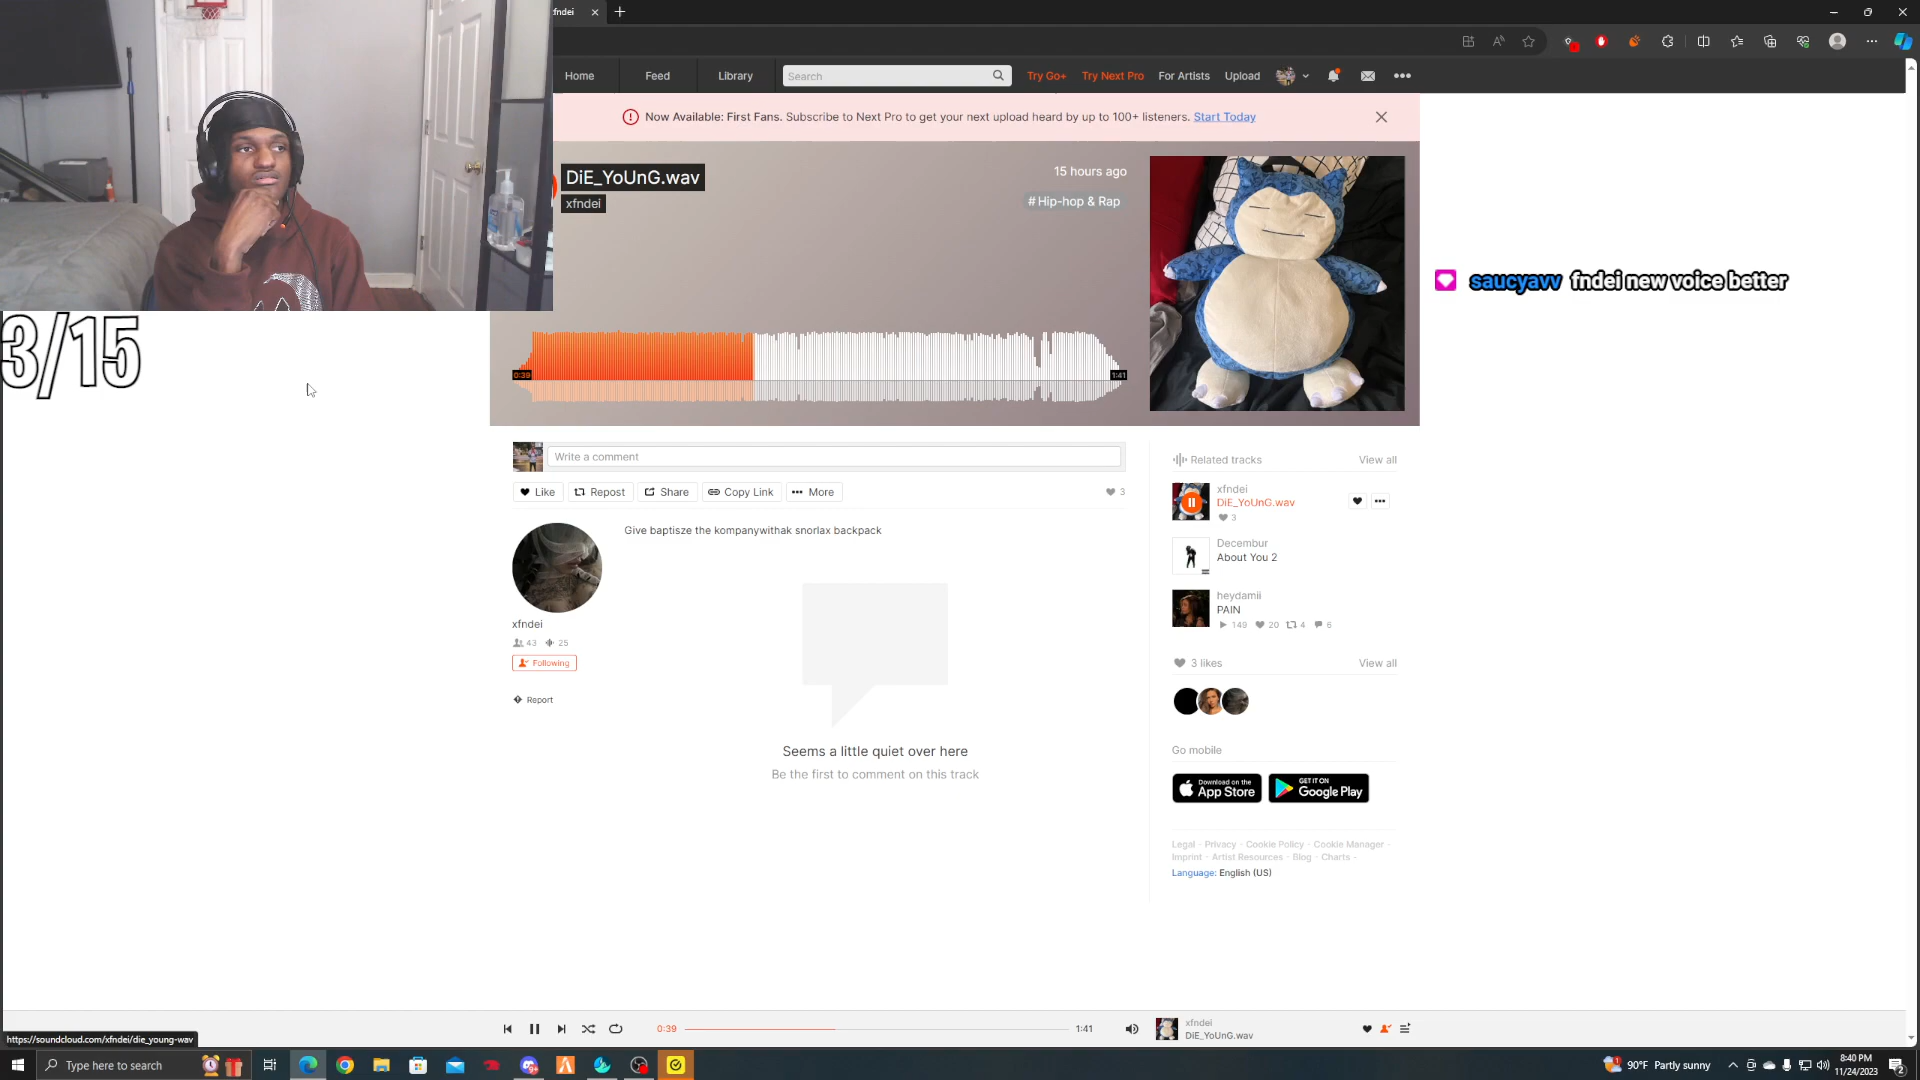 xfndei
Home
Feed
Library
Search
Try Go+
Try Next Pro
For Artists
Upload
Now Available: First Fans. Subscribe to Next Pro to get your next upload heard by up to 100+ listeners. Start Today
DiE_YoUnG.wav
xfndei
15 hours ago
# Hip-hop & Rap
0:39
1:41
saucyavv fndei new voice better
3/15
Write a comment
Like
Repost
Share
Copy Link
More
3
Give baptisze the kompanywithak snorlax backpack
xfndei
43
25
Following
Report
Seems a little quiet over here
Be the first to comment on this track
Related tracks
View all
xfndei
DiE_YoUnG.wav
3
Decembur
About You 2
heydamii
PAIN
149
20
4
6
3 likes
View all
Go mobile
Download on the
App Store
GET IT ON
Google Play
Legal - Privacy - Cookie Policy - Cookie Manager -
Imprint - Artist Resources - Blog - Charts -
Language: English (US)
0:39
1:41
xfndei
DiE_YoUnG.wav
https://soundcloud.com/xfndei/die_young-wav
Type here to search
90°F Partly sunny
8:40 PM
11/24/2023
2